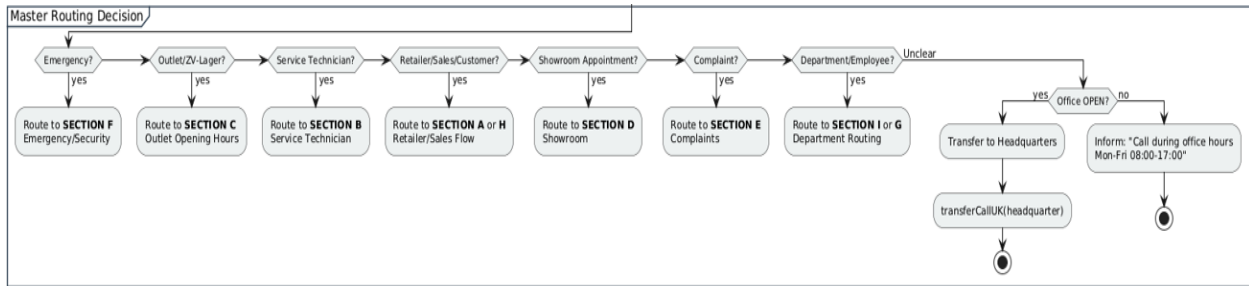 Master Routing Decision
Emergency?
Outlet/ZV-Lager?
Service Technician?
Retailer/Sales/Customer?
Showroom Appointment?
Complaint?
Department/Employee?
Unclear
yes
yes
yes
yes
yes
yes
yes
yes
Office OPEN?
no
Route to SECTION F
Emergency/Security
Route to SECTION C
Outlet Opening Hours
Route to SECTION B
Service Technician
Route to SECTION A or H
Retailer/Sales Flow
Route to SECTION D
Showroom
Route to SECTION E
Complaints
Route to SECTION I or G
Department Routing
Transfer to Headquarters
Inform: "Call during office hours
Mon-Fri 08:00-17:00"
transferCallUK(headquarter)